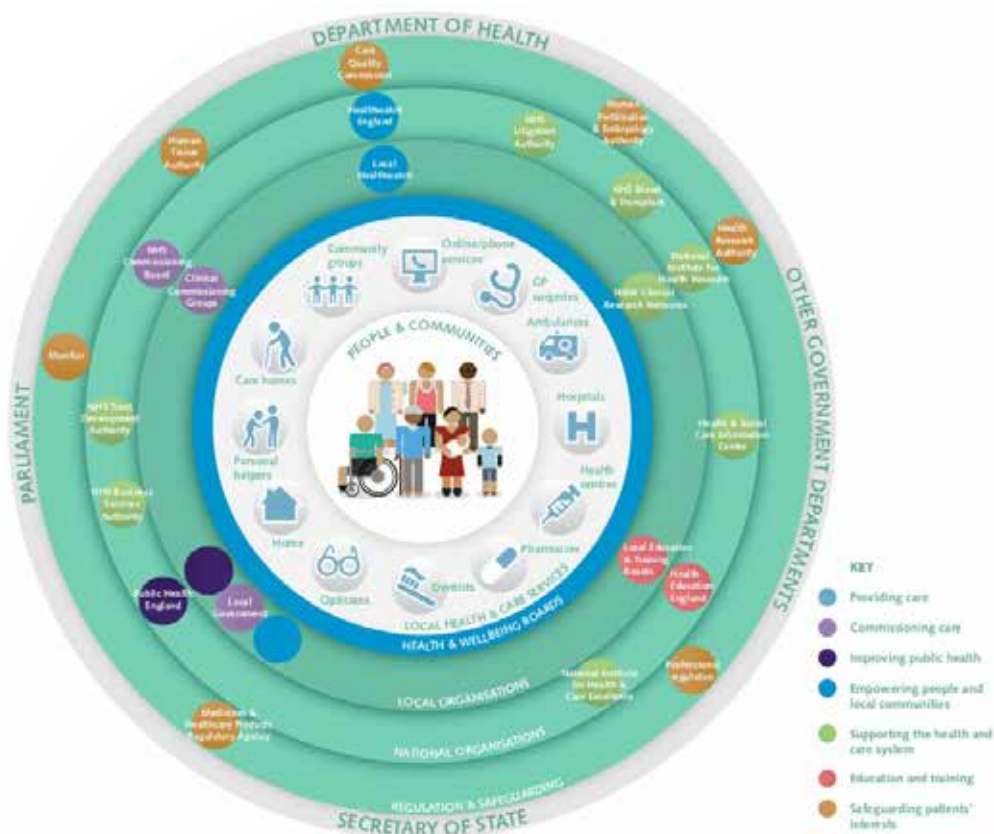 DEPARTMENT OF HEALTH
Care
Quality
Commission
Healthwatch
England
Local
Healthwatch
Human
Tissue
Authority
NHS
Litigation
Authority
Human
Fertilisation
& Embryology
Authority
NHS Blood
& Transplant
Health
Research
Authority
National
Institute for
Health Research
Research Networks
NHS
Commissioning
Board
Clinical
Commissioning
Groups
Monitor
NHS Trust
Development
Authority
NHS Business
Services
Authority
Public Health
England
Local
Government
Medicines &
Healthcare Products
Regulatory Agency
Health & Social
Care Information
Centre
Local Education
& Training
Boards
Health
Education
England
Professional
regulators
National Institute
for Health &
Care Excellence
PARLIAMENT
OTHER GOVERNMENT DEPARTMENTS
SECRETARY OF STATE
PEOPLE & COMMUNITIES
Community
groups
Online/phone
services
GP
surgeries
Ambulances
Hospitals
Health
centres
Pharmacies
Dentists
Opticians
Home
Personal
helpers
Care homes
LOCAL HEALTH & CARE SERVICES
HEALTH & WELLBEING BOARDS
LOCAL ORGANISATIONS
NATIONAL ORGANISATIONS
REGULATION & SAFEGUARDING
KEY
Providing care
Commissioning care
Improving public health
Empowering people and
local communities
Supporting the health and
care system
Education and training
Safeguarding patients'
interests